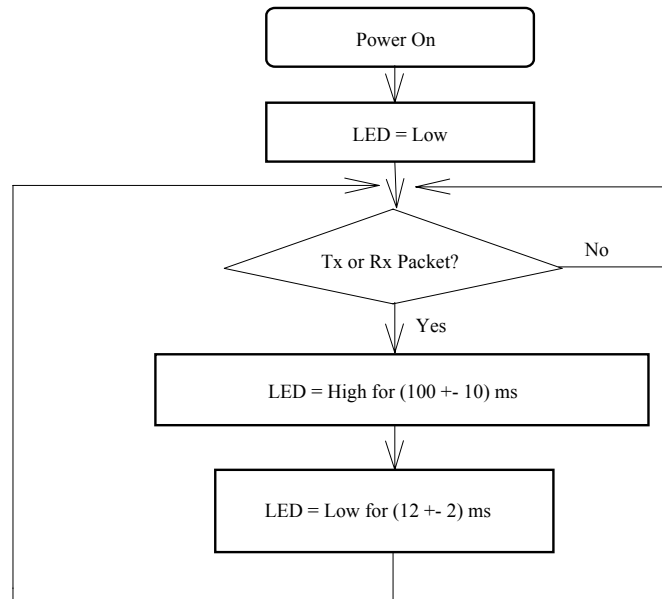 Power On
LED = Low
Tx or Rx Packet?
No
Yes
LED = High for (100 +- 10) ms
LED = Low for (12 +- 2) ms